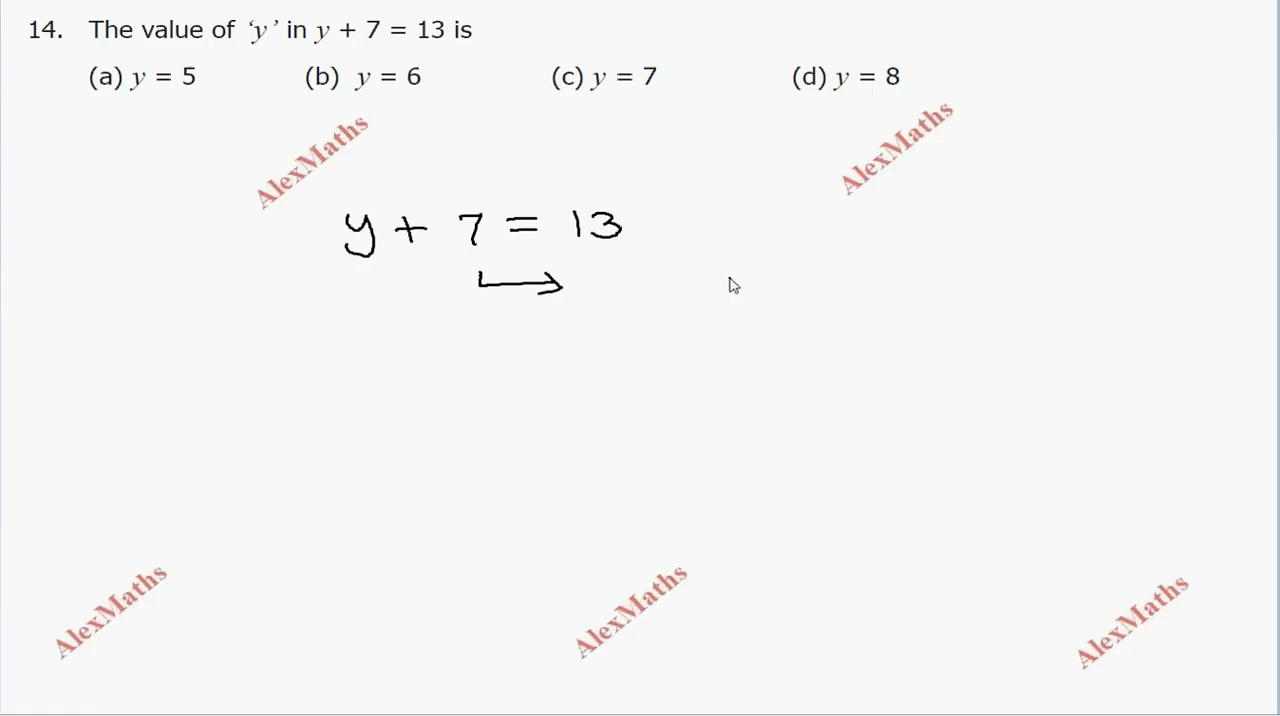 14. The value of ‘y’ in y + 7 = 13 is
(a) y = 5 (b) y = 6 (c) y = 7 (d) y = 8
AlexMaths AlexMaths
y + 7 = 13
AlexMaths AlexMaths AlexMaths